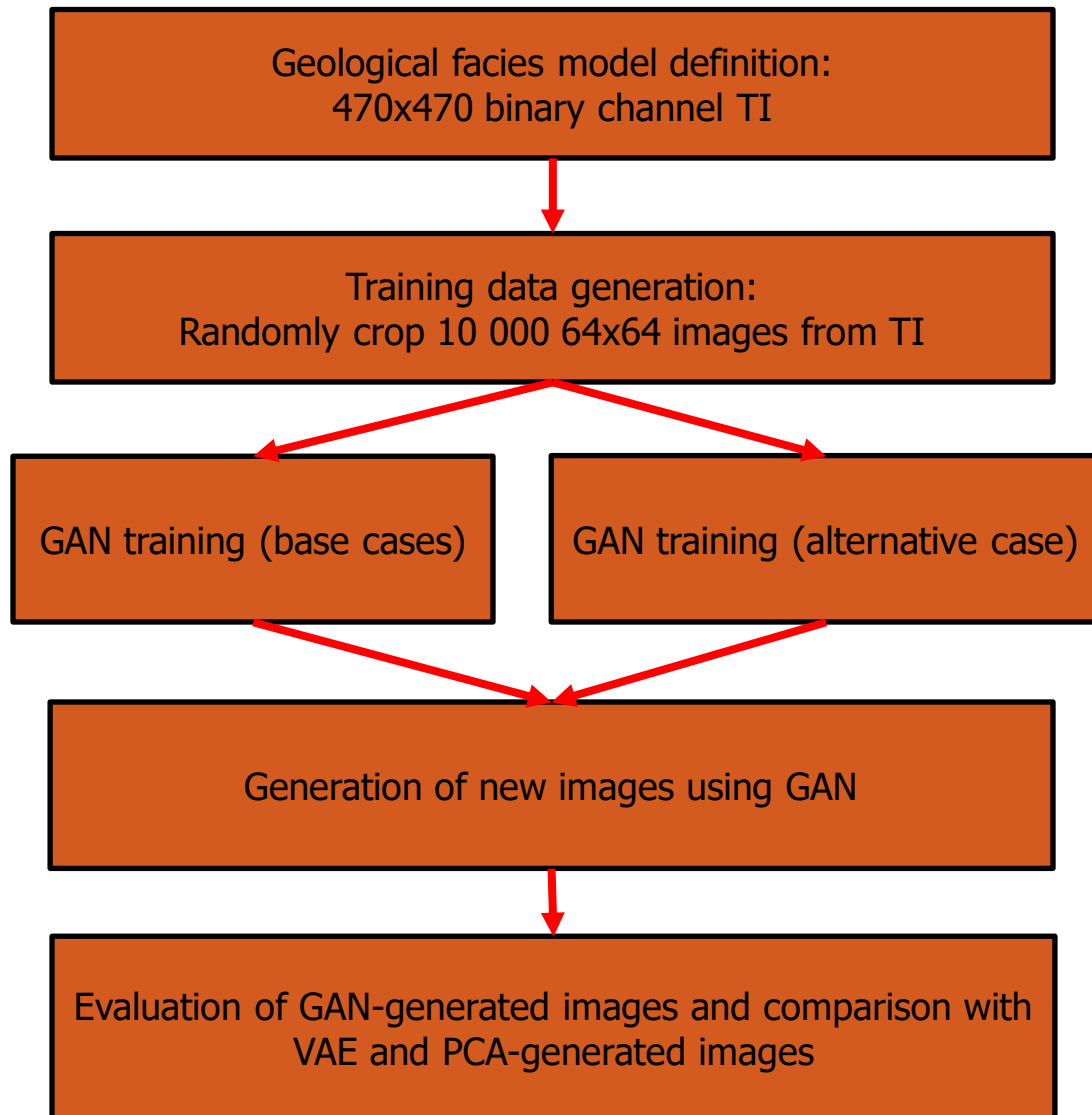 Geological facies model definition:
470x470 binary channel TI
Training data generation:
Randomly crop 10 000 64x64 images from TI
GAN training (base cases)
GAN training (alternative case)
Generation of new images using GAN
Evaluation of GAN-generated images and comparison with
VAE and PCA-generated images